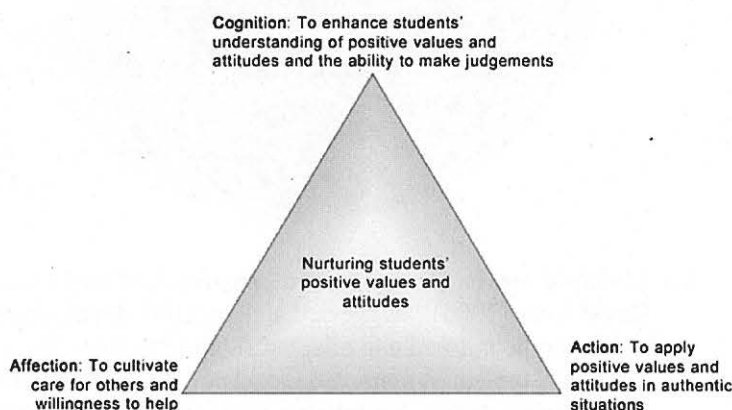 Cognition: To enhance students'
understanding of positive values and
attitudes and the ability to make judgements
Nurturing students'
positive values and
attitudes
Affection: To cultivate
care for others and
willingness to help
Action: To apply
positive values and
attitudes in authentic
situations